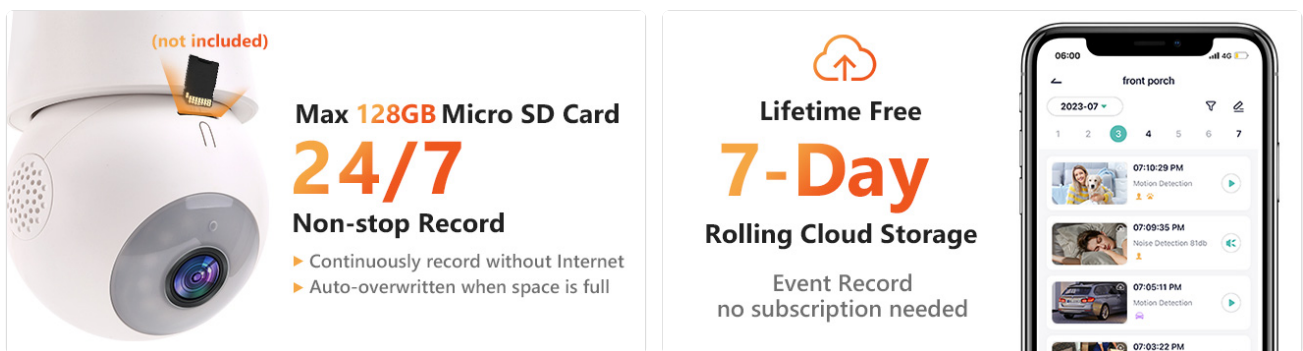 (not included)
Max 128GB Micro SD Card
24/7
Non-stop Record
Continuously record without Internet
Auto-overwritten when space is full
Lifetime Free
7-Day
Rolling Cloud Storage
Event Record
no subscription needed
06:00
4G
front porch
2023-07
1 2 3 4 5 6 7
07:10:29 PM
Motion Detection
07:09:35 PM
Noise Detection 81db
07:05:11 PM
Motion Detection
07:03:22 PM